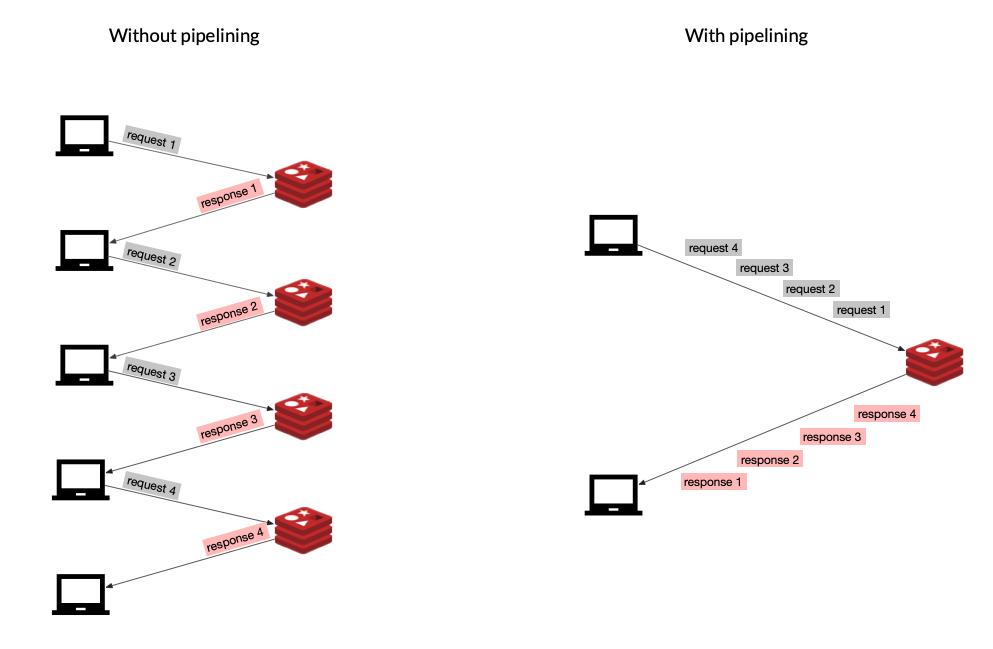 Without pipelining
request 1
response 1
request 2
response 2
request 3
response 3
request 4
response 4
With pipelining
request 4
request 3
request 2
request 1
response 4
response 3
response 2
response 1